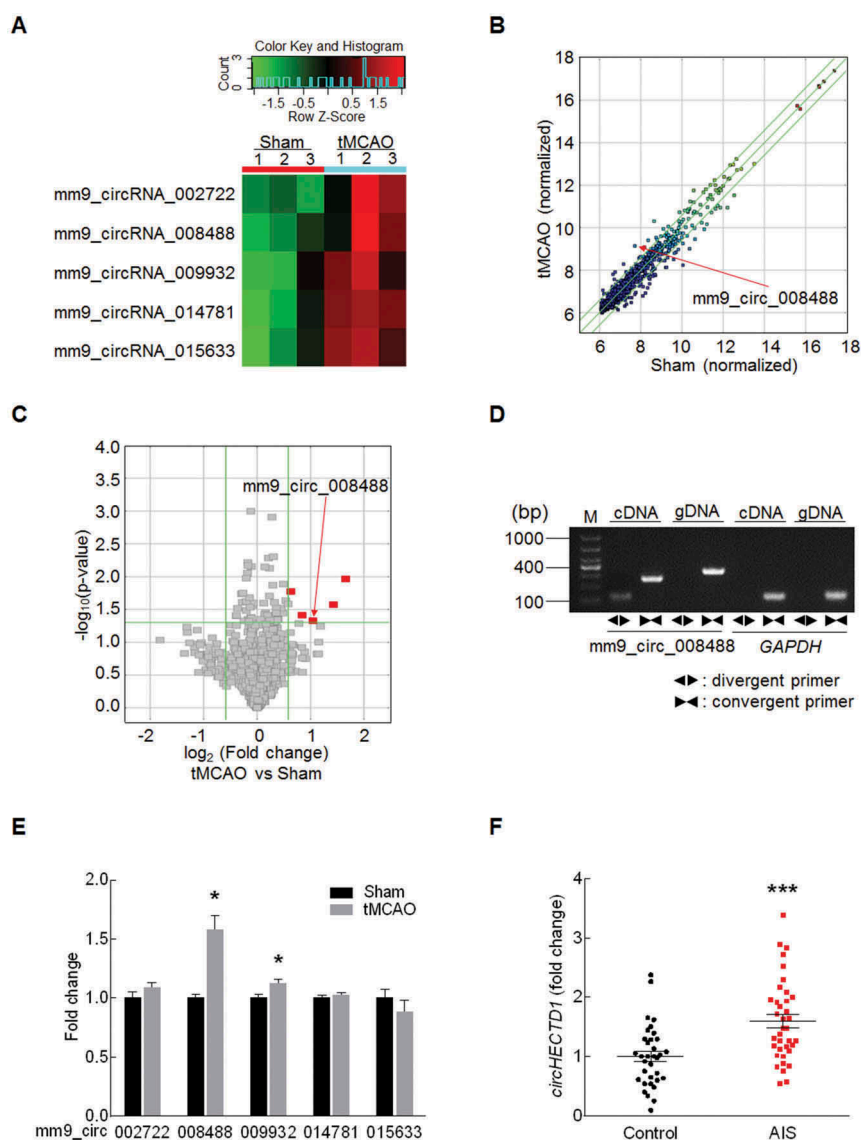 A
Color Key and Histogram
Count
3
0
-1.5 -0.5 0.5 1.5
Row Z-Score
Sham tMCAO
1 2 3 1 2 3
mm9_circRNA_002722
mm9_circRNA_008488
mm9_circRNA_009932
mm9_circRNA_014781
mm9_circRNA_015633
B
18
16
14
12
10
8
6
tMCAO (normalized)
mm9_circ_008488
6 8 10 12 14 16 18
Sham (normalized)
C
4.0
3.5
3.0
2.5
2.0
1.5
1.0
0.5
0.0
-log10(p-value)
mm9_circ_008488
-2 -1 0 1 2
log2 (Fold change)
tMCAO vs Sham
D
(bp) M cDNA gDNA cDNA gDNA
1000
400
100
mm9_circ_008488 GAPDH
: divergent primer
: convergent primer
E
2.0
1.5
1.0
0.5
0.0
Fold change
Sham
tMCAO
*
*
mm9_circ 002722 008488 009932 014781 015633
F
4
3
2
1
0
circHECTD1 (fold change)
***
Control AIS